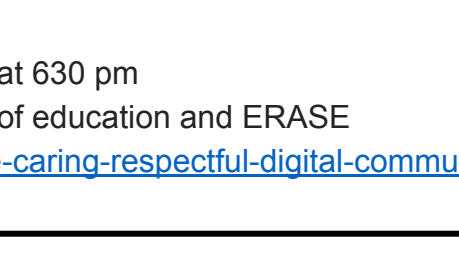 at 630 pm
of education and ERASE
-caring-respectful-digital-commu